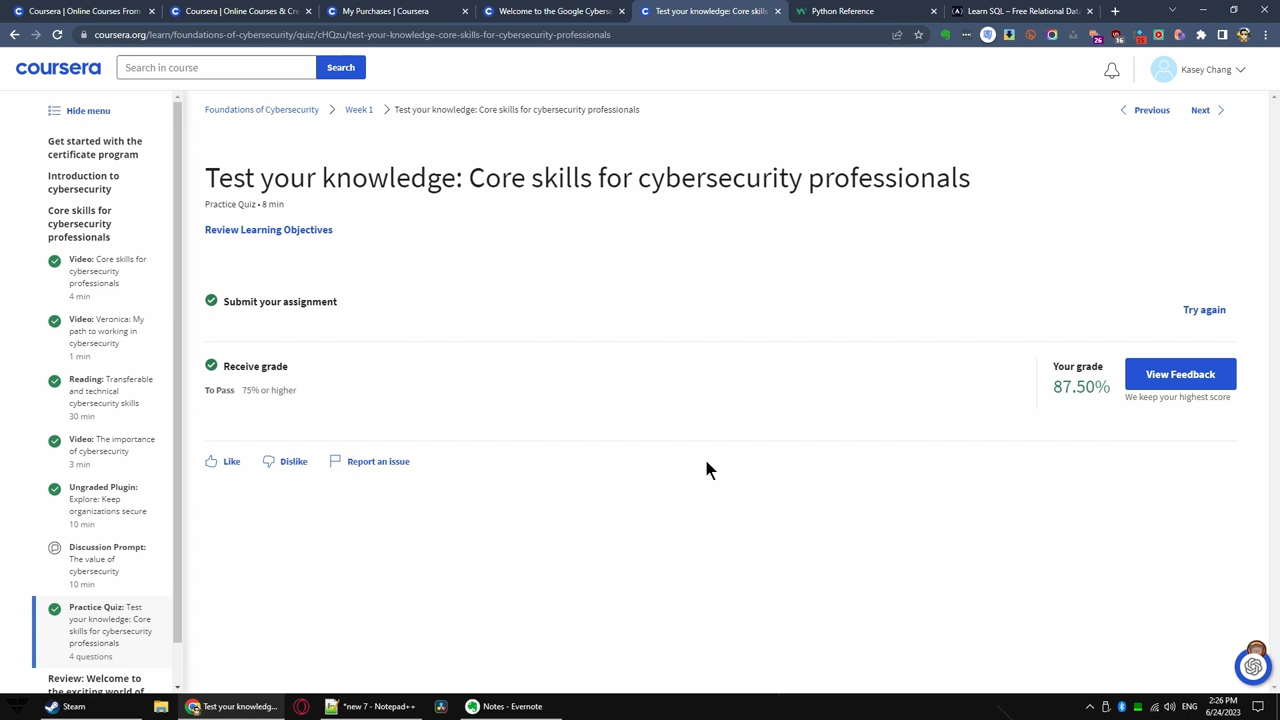 Coursera | Online Courses & C
Coursera | Online Courses & Cre
My Purchases | Coursera
Welcome to the Google Cyberse
Test your knowledge: Core skills
Python Reference
Learn SQL – Free Relational Data
coursera.org/learn/foundations-of-cybersecurity/quiz/cHQzu/test-your-knowledge-core-skills-for-cybersecurity-professionals
26
21
coursera
Search in course
Search
Kasey Chang
Hide menu
Get started with the
certificate program
Introduction to
cybersecurity
Core skills for
cybersecurity
professionals
Video: Core skills for
cybersecurity
professionals
4 min
Video: Veronica: My
path to working in
cybersecurity
1 min
Reading: Transferable
and technical
cybersecurity skills
30 min
Video: The importance
of cybersecurity
3 min
Ungraded Plugin:
Explore: Keep
organizations secure
10 min
Discussion Prompt:
The value of
cybersecurity
10 min
Practice Quiz: Test
your knowledge: Core
skills for cybersecurity
professionals
4 questions
Review: Welcome to
the exciting world of
Foundations of Cybersecurity
Week 1
Test your knowledge: Core skills for cybersecurity professionals
Previous
Next
Test your knowledge: Core skills for cybersecurity professionals
Practice Quiz • 8 min
Review Learning Objectives
Submit your assignment
Try again
Receive grade
To Pass 75% or higher
Your grade
87.50%
View Feedback
We keep your highest score
Like
Dislike
Report an issue
Steam
Test your knowledg...
*new 7 - Notepad++
Notes - Evernote
ENG
2:26 PM
6/24/2023